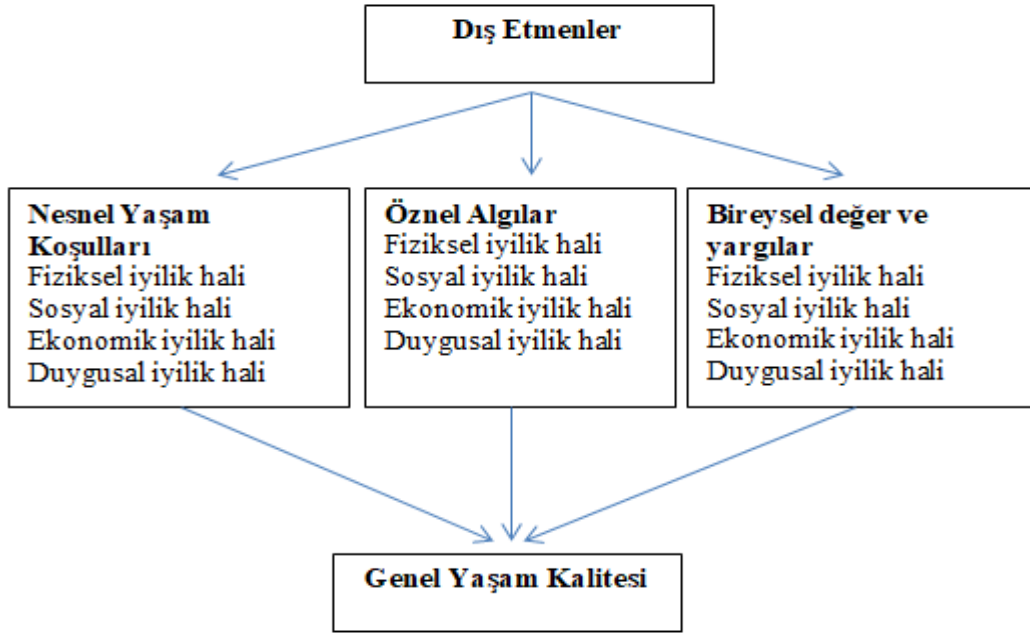 Dış Etmenler
Nesnel Yaşam
Koşulları
Fiziksel iyilik hali
Sosyal iyilik hali
Ekonomik iyilik hali
Duygusal iyilik hali
Öznel Algılar
Fiziksel iyilik hali
Sosyal iyilik hali
Ekonomik iyilik hali
Duygusal iyilik hali
Bireysel değer ve
yargılar
Fiziksel iyilik hali
Sosyal iyilik hali
Ekonomik iyilik hali
Duygusal iyilik hali
Genel Yaşam Kalitesi